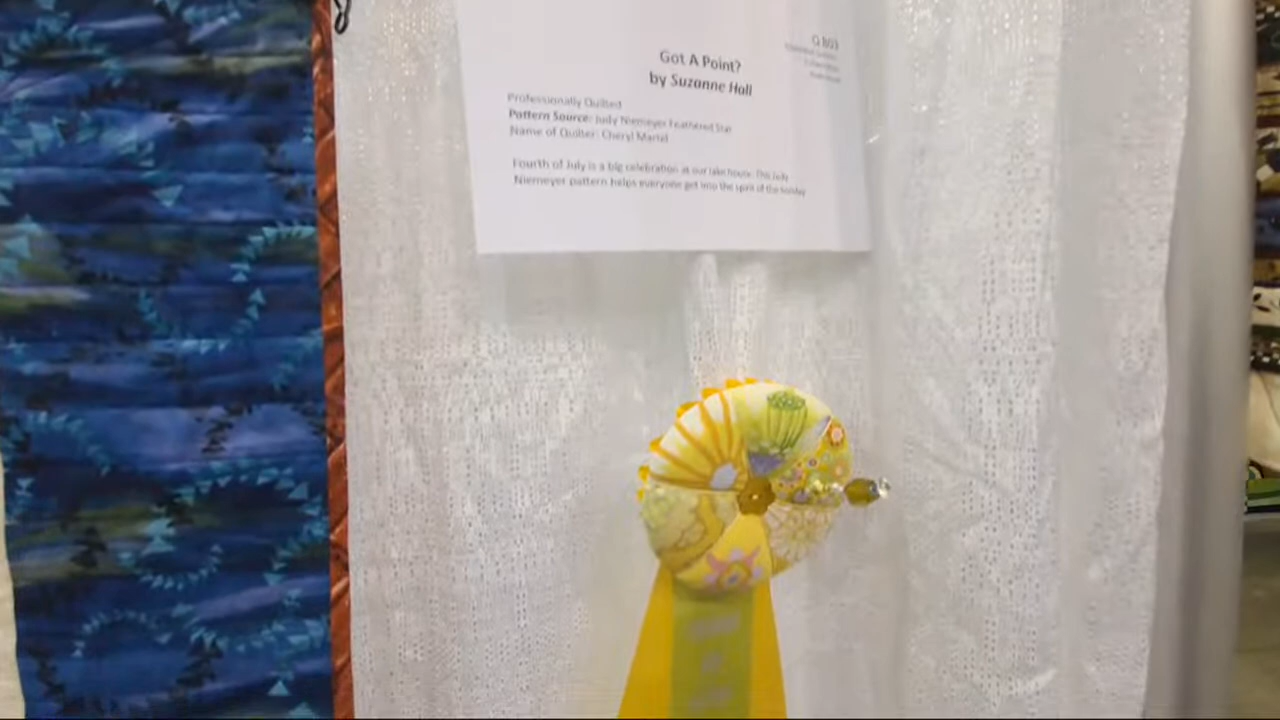 Got A Point?
by Suzanne Hall
Professionally Quilted
Pattern Source: Judy Niemeyer Feathered Star
Name of Quilter: Cheryl Martel
Fourth of July is a big celebration at our lake house. This Judy
Niemeyer pattern helps everyone get into the spirit of the holiday